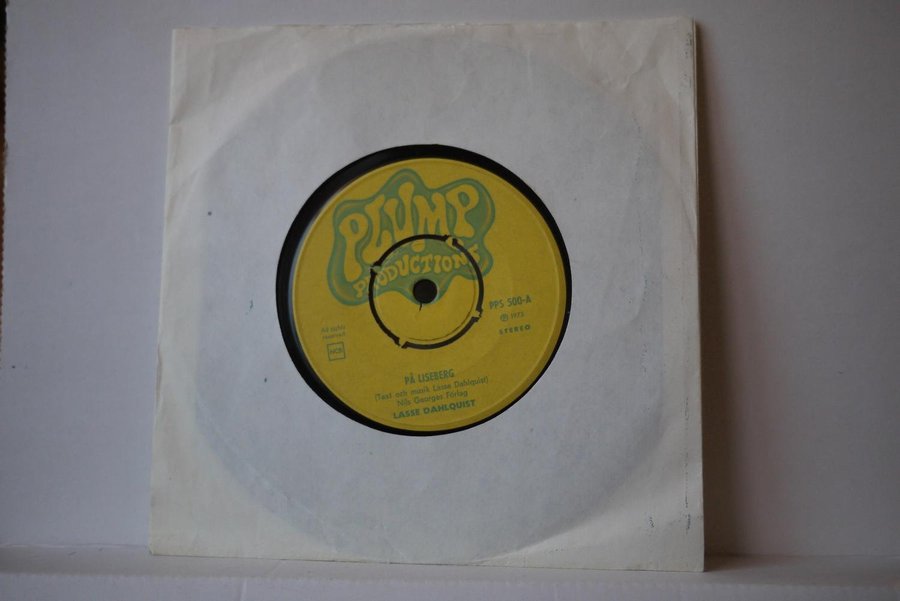 PLUMP
PRODUCTIONS
PPS 500-A
℗ 1973
STEREO
All rights
reserved
NCB
PÅ LISEBERG
(Text och musik Lasse Dahlquist)
Nils Georges Förlag
LASSE DAHLQUIST